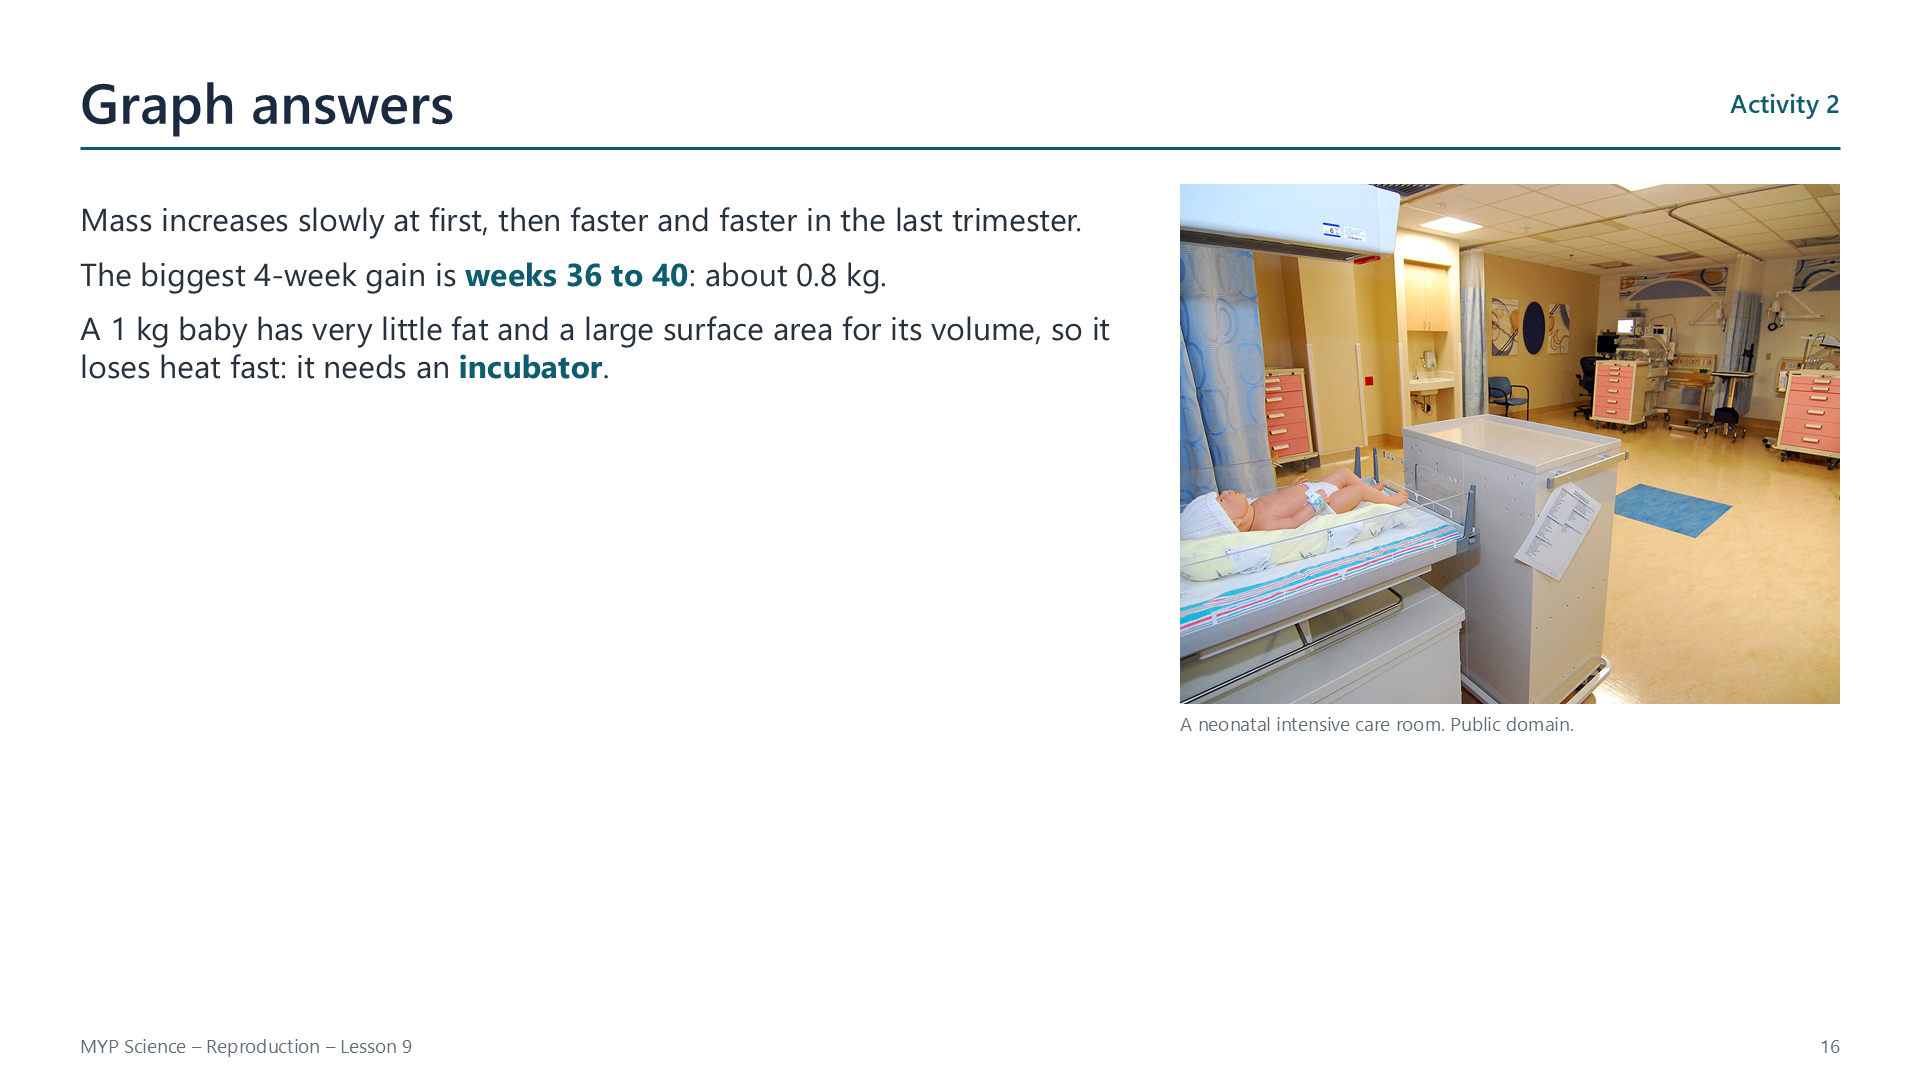 Graph answers
Activity 2
Mass increases slowly at first, then faster and faster in the last trimester.
The biggest 4-week gain is weeks 36 to 40: about 0.8 kg.
A 1 kg baby has very little fat and a large surface area for its volume, so it
loses heat fast: it needs an incubator.
A neonatal intensive care room. Public domain.
MYP Science – Reproduction – Lesson 9
16